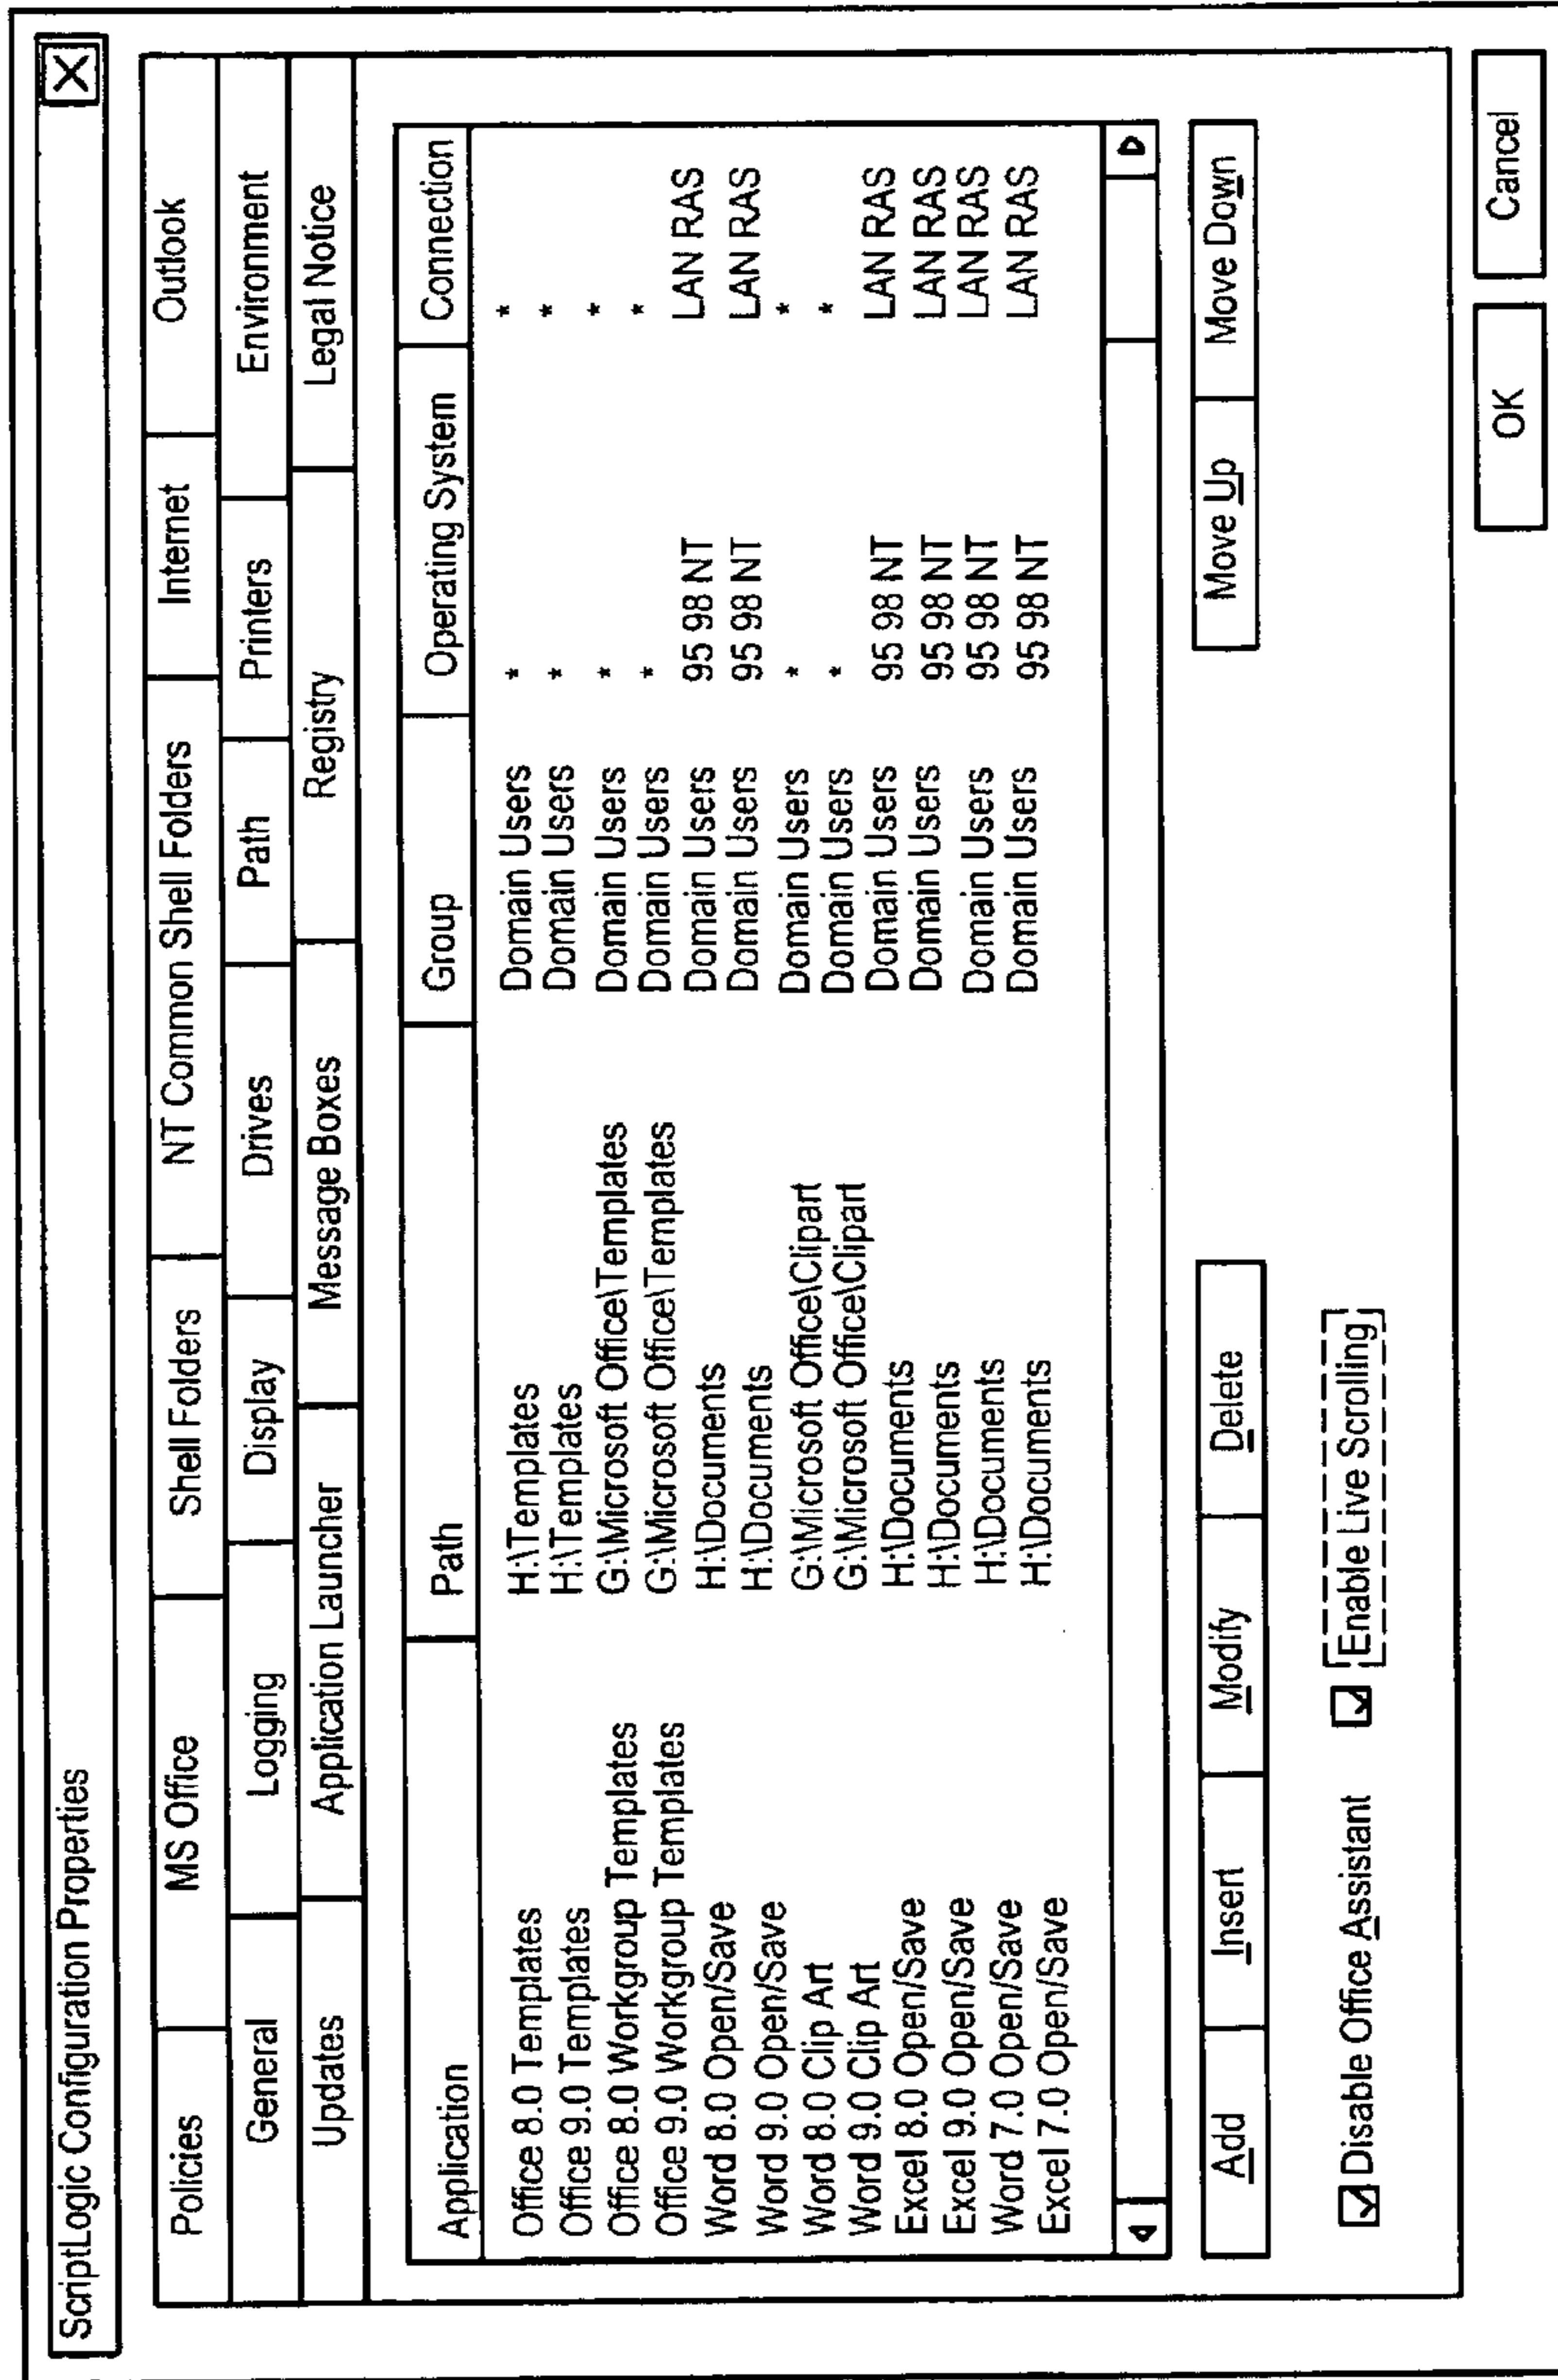 ScriptLogic Configuration Properties X
Policies MS Office Shell Folders NT Common Shell Folders Internet Outlook
General Logging Display Drives Path Printers Environment
Updates Application Launcher Message Boxes Registry Legal Notice
Application Path Group Operating System Connection
Office 8.0 Templates H:\Templates Domain Users * *
Office 9.0 Templates H:\Templates Domain Users * *
Office 8.0 Workgroup Templates G:\Microsoft Office\Templates Domain Users * *
Office 9.0 Workgroup Templates G:\Microsoft Office\Templates Domain Users * *
Word 8.0 Open/Save H:\Documents Domain Users 95 98 NT LAN RAS
Word 9.0 Open/Save H:\Documents Domain Users 95 98 NT LAN RAS
Word 8.0 Clip Art G:\Microsoft Office\Clipart Domain Users * *
Word 9.0 Clip Art G:\Microsoft Office\Clipart Domain Users * *
Excel 8.0 Open/Save H:\Documents Domain Users 95 98 NT LAN RAS
Excel 9.0 Open/Save H:\Documents Domain Users 95 98 NT LAN RAS
Word 7.0 Open/Save H:\Documents Domain Users 95 98 NT LAN RAS
Excel 7.0 Open/Save H:\Documents Domain Users 95 98 NT LAN RAS
Add Insert Modify Delete Move Up Move Down
Disable Office Assistant Enable Live Scrolling
OK Cancel